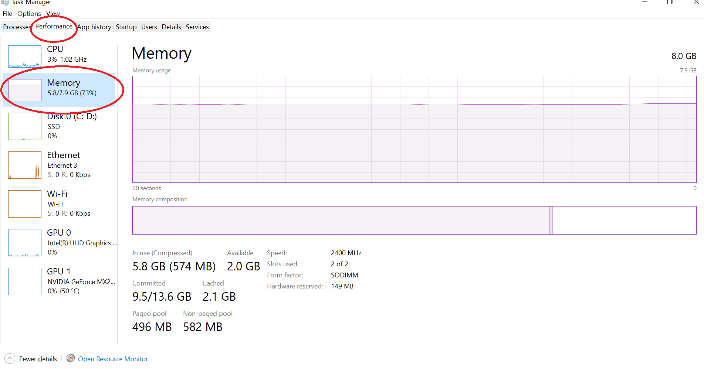 Task Manager
File Options View
Processes Performance App history Startup Users Details Services
CPU
3% 1.02 GHz
Memory
5.8/7.9 GB (73%)
Disk 0 (C: D:)
SSD
0%
Ethernet
Ethernet 3
S: 0 R: 0 Kbps
Wi-Fi
Wi-Fi
S: 0 R: 0 Kbps
GPU 0
Intel(R) UHD Graphics ...
0%
GPU 1
NVIDIA GeForce MX2...
0% (50 °C)
Memory 8.0 GB
Memory usage 7.9 GB
60 seconds 0
Memory composition
In use (Compressed) Available
5.8 GB (574 MB) 2.0 GB
Committed Cached
9.5/13.6 GB 2.1 GB
Paged pool Non-paged pool
496 MB 582 MB
Speed: 2400 MHz
Slots used: 2 of 2
Form factor: SODIMM
Hardware reserved: 149 MB
Fewer details Open Resource Monitor